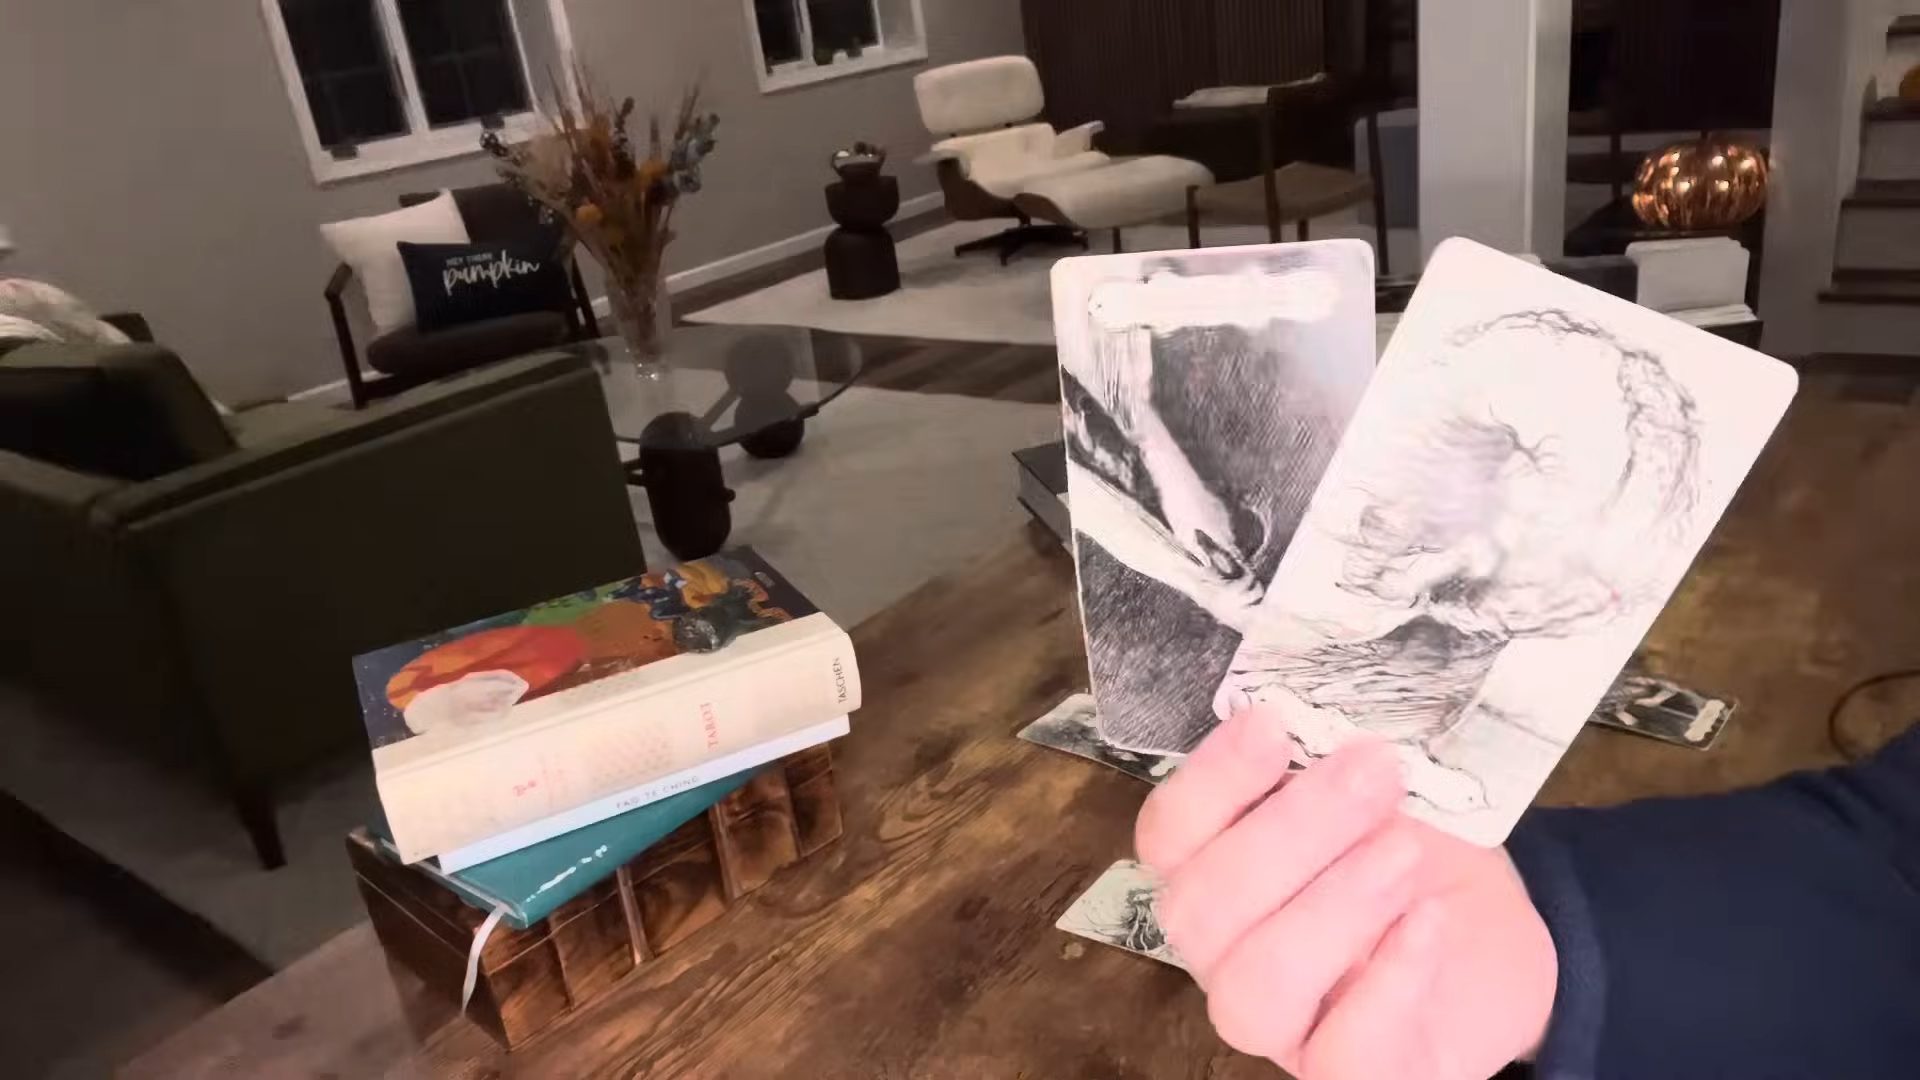 HEY THERE
pumpkin
TASCHEN
TAROT
TAO TE CHING